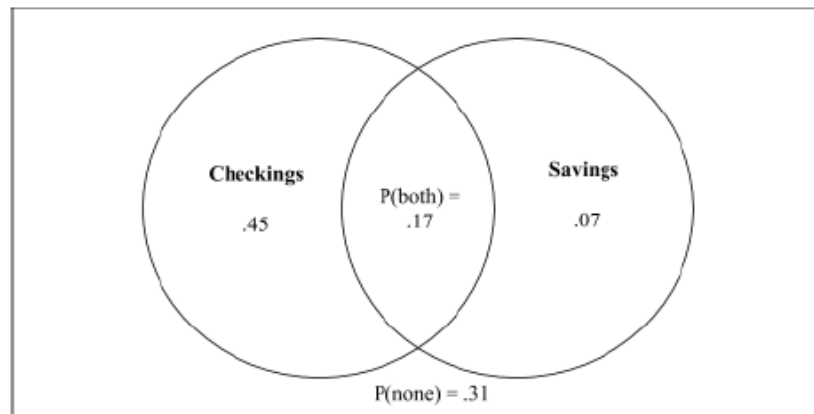 Checkings
.45
P(both) =
.17
Savings
.07
P(none) = .31